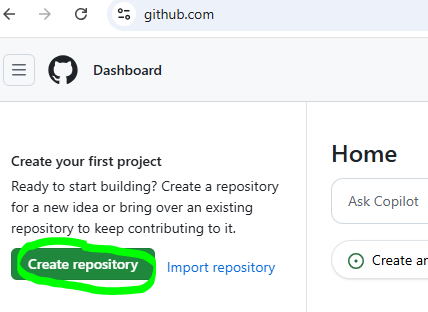 github.com
Dashboard
Create your first project
Ready to start building? Create a repository
for a new idea or bring over an existing
repository to keep contributing to it.
Create repository
Import repository
Home
Ask Copilot
Create an